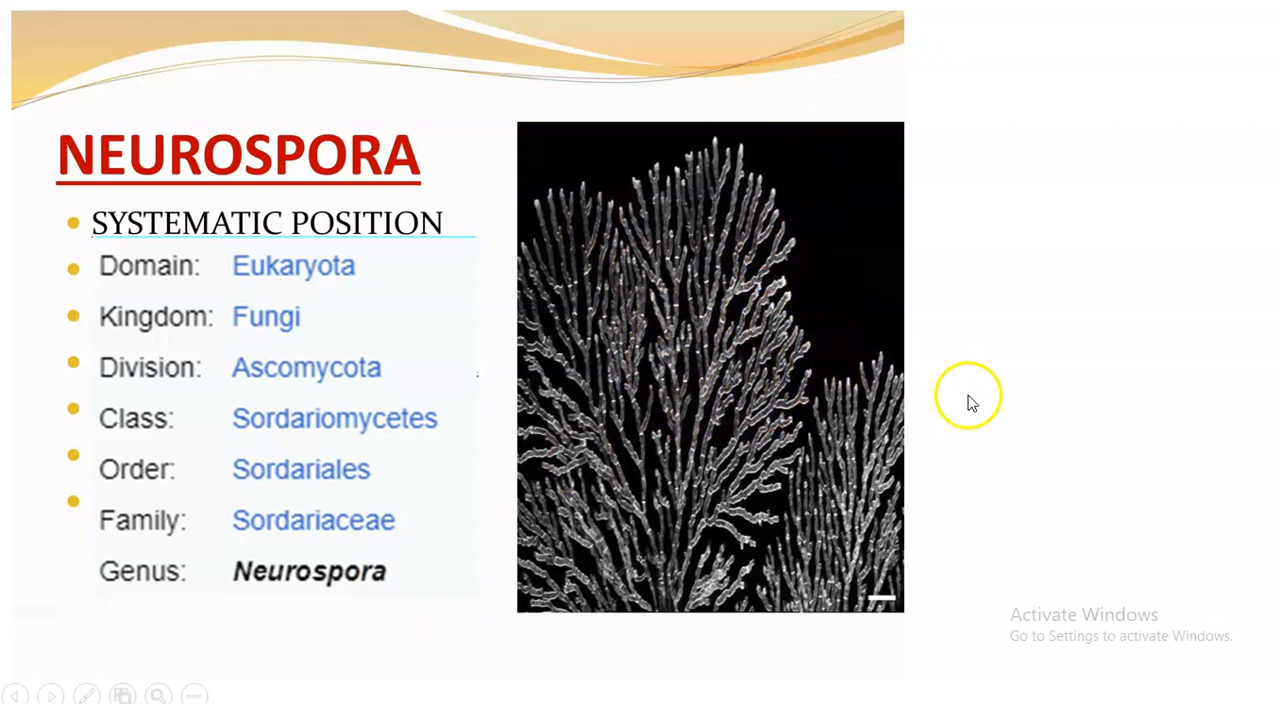 NEUROSPORA
SYSTEMATIC POSITION
Domain: Eukaryota
Kingdom: Fungi
Division: Ascomycota
Class: Sordariomycetes
Order: Sordariales
Family: Sordariaceae
Genus: Neurospora
Activate Windows
Go to Settings to activate Windows.